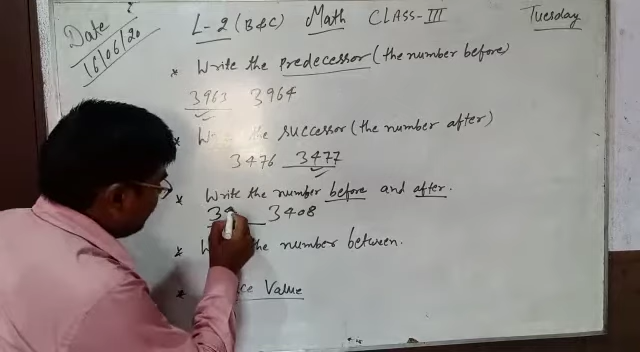 Date
16/06/20
L-2 (B&C) Math CLASS-III Tuesday
* Write the predecessor (the number before)
3963 3964
* the successor (the number after)
3476 3477
* Write the number before and after.
3 3408
* the number between.
* Value